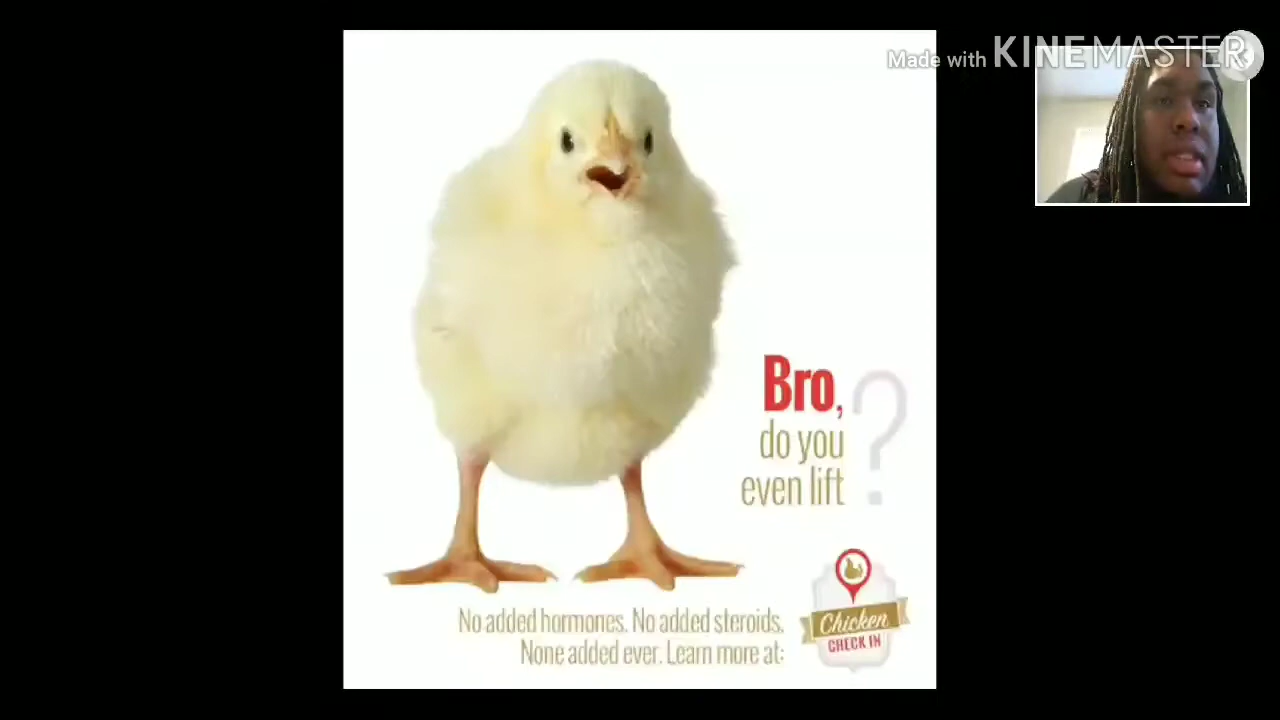 Made with KINEMASTER
Bro,
do you
even lift
?
No added hormones. No added steroids.
None added ever. Learn more at:
Chicken
CHECK IN